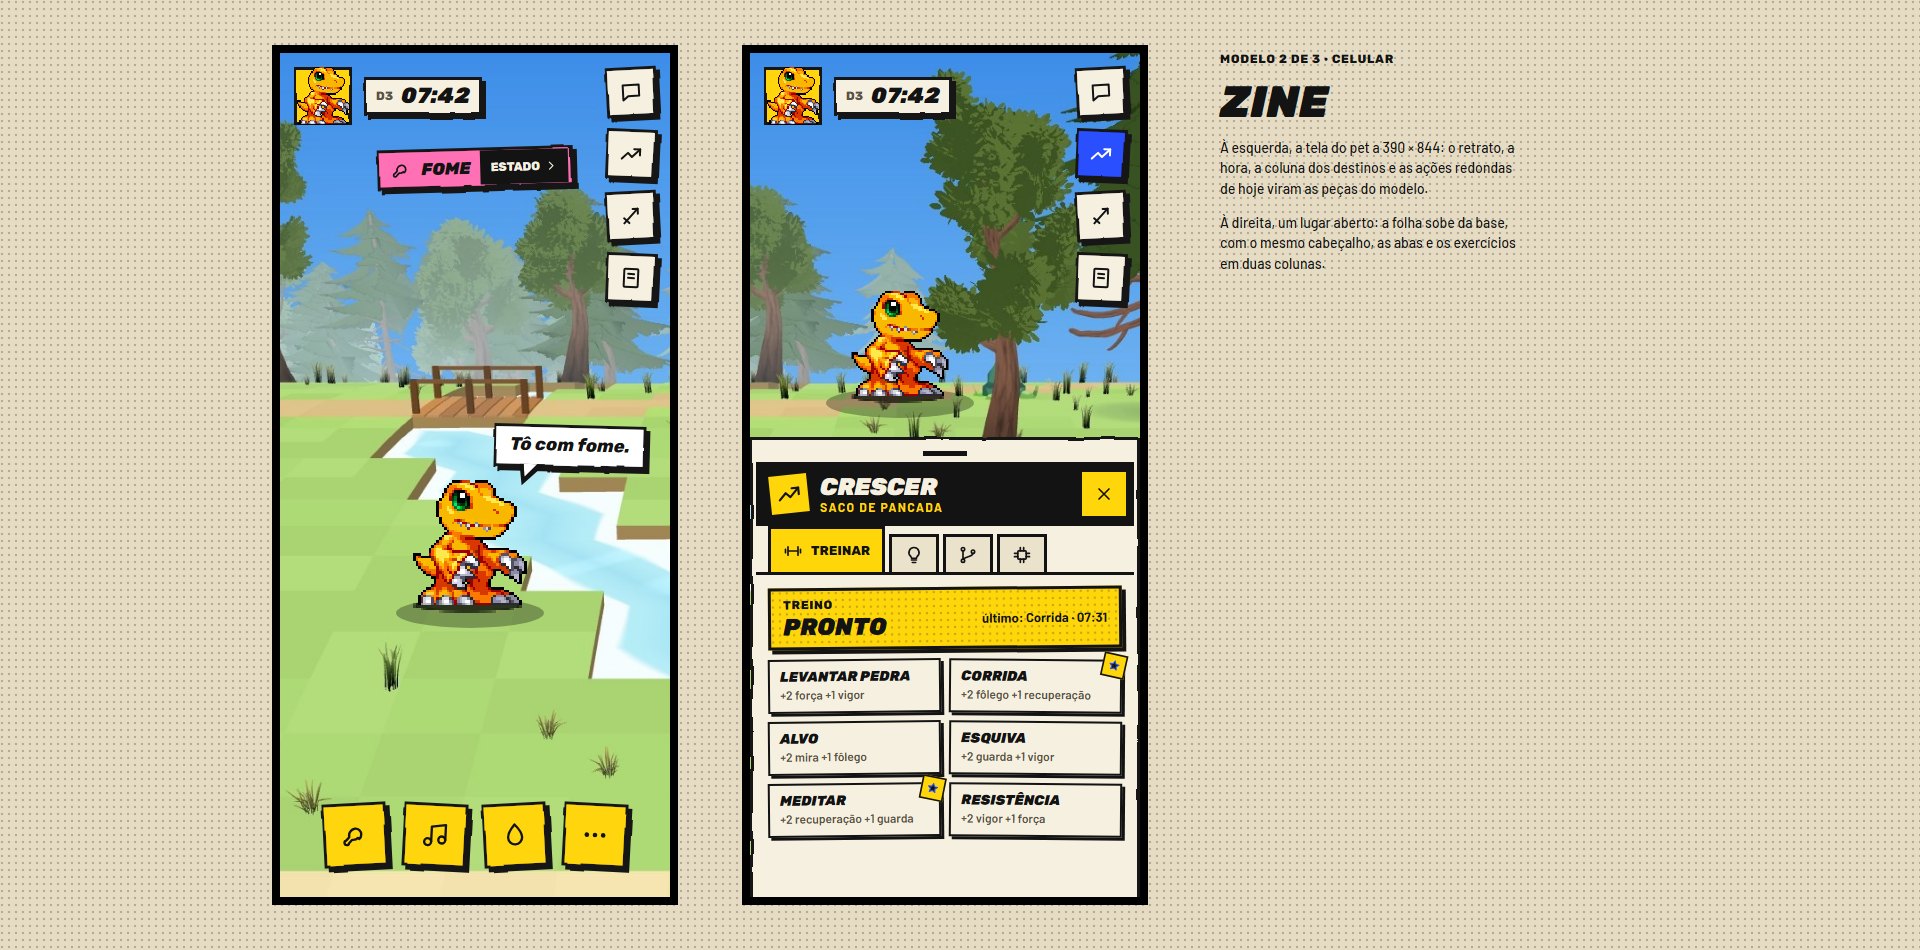 D3 07:42
FOME ESTADO
Tô com fome.
D3 07:42
CRESCER
SACO DE PANCADA
TREINAR
TREINO
PRONTO
último: Corrida · 07:31
LEVANTAR PEDRA
+2 força +1 vigor
CORRIDA
+2 fôlego +1 recuperação
ALVO
+2 mira +1 fôlego
ESQUIVA
+2 guarda +1 vigor
MEDITAR
+2 recuperação +1 guarda
RESISTÊNCIA
+2 vigor +1 força
MODELO 2 DE 3 · CELULAR
ZINE
À esquerda, a tela do pet a 390 × 844: o retrato, a
hora, a coluna dos destinos e as ações redondas
de hoje viram as peças do modelo.
À direita, um lugar aberto: a folha sobe da base,
com o mesmo cabeçalho, as abas e os exercícios
em duas colunas.